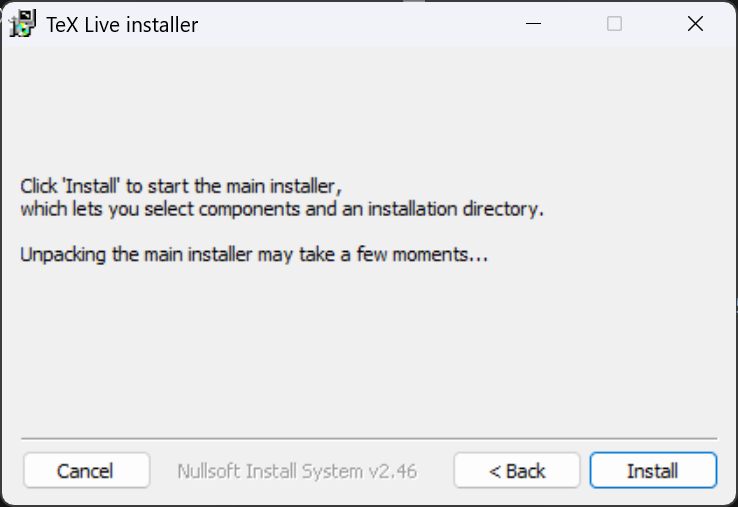 TeX Live installer
Click 'Install' to start the main installer,
which lets you select components and an installation directory.
Unpacking the main installer may take a few moments...
Cancel
Nullsoft Install System v2.46
< Back
Install